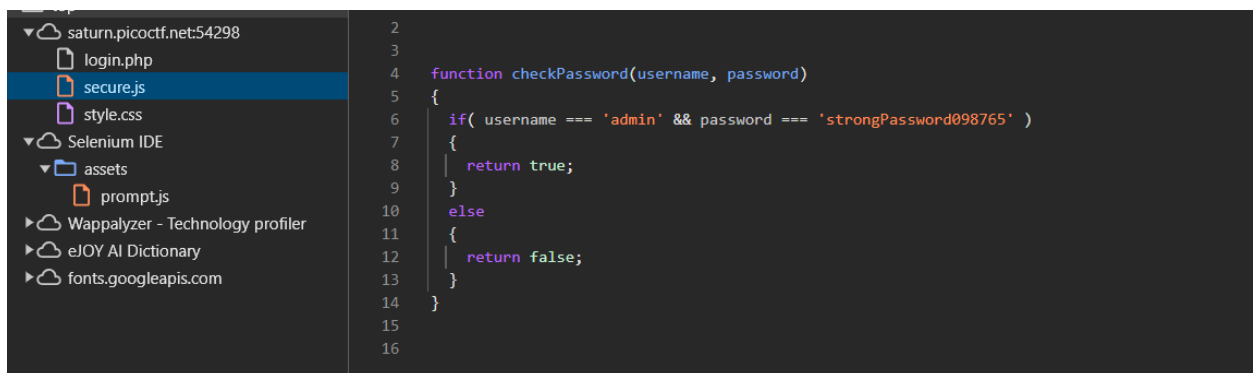 top
saturn.picoctf.net:54298
login.php
secure.js
style.css
Selenium IDE
assets
prompt.js
Wappalyzer - Technology profiler
eJOY AI Dictionary
fonts.googleapis.com
2
3
4 function checkPassword(username, password)
5 {
6 if( username === 'admin' && password === 'strongPassword098765' )
7 {
8 return true;
9 }
10 else
11 {
12 return false;
13 }
14 }
15
16